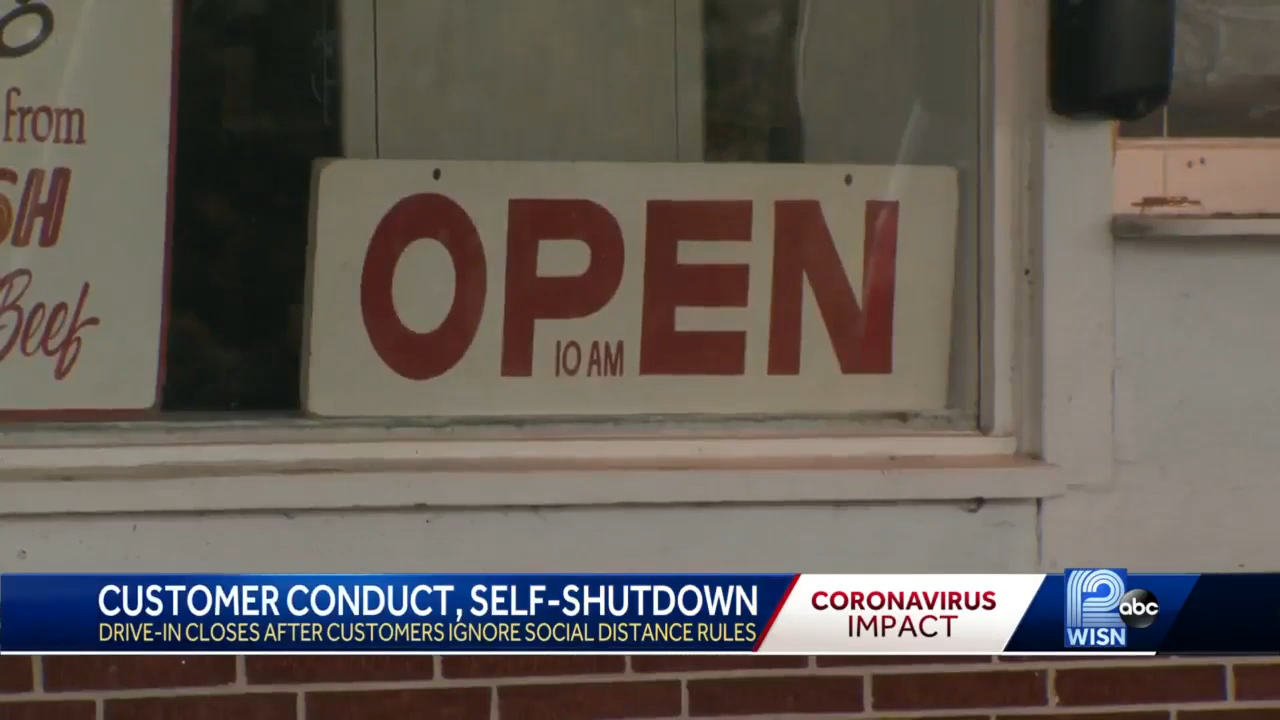 from
Beef
OPEN
10 AM
CUSTOMER CONDUCT, SELF-SHUTDOWN
DRIVE-IN CLOSES AFTER CUSTOMERS IGNORE SOCIAL DISTANCE RULES
CORONAVIRUS
IMPACT
12
abc
WISN